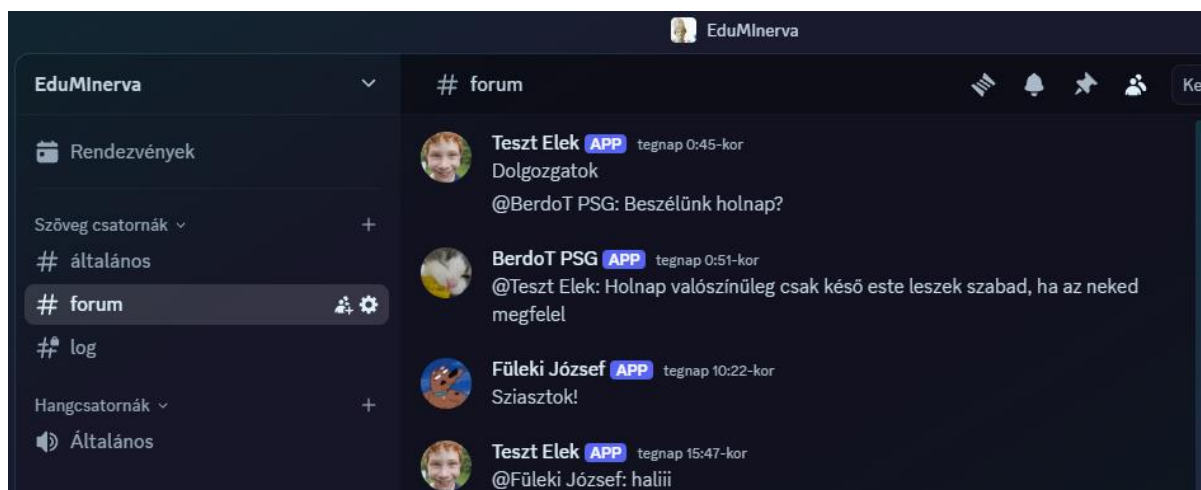 EduMInerva
EduMInerva
# forum
Ke
Rendezvények
Szöveg csatornák
+
# általános
# forum
# log
Hangcsatornák
+
Általános
Teszt Elek APP tegnap 0:45-kor
Dolgozgatok
@BerdoT PSG: Beszélünk holnap?
BerdoT PSG APP tegnap 0:51-kor
@Teszt Elek: Holnap valószínűleg csak késő este leszek szabad, ha az neked
megfelel
Füleki József APP tegnap 10:22-kor
Sziasztok!
Teszt Elek APP tegnap 15:47-kor
@Füleki József: haliii